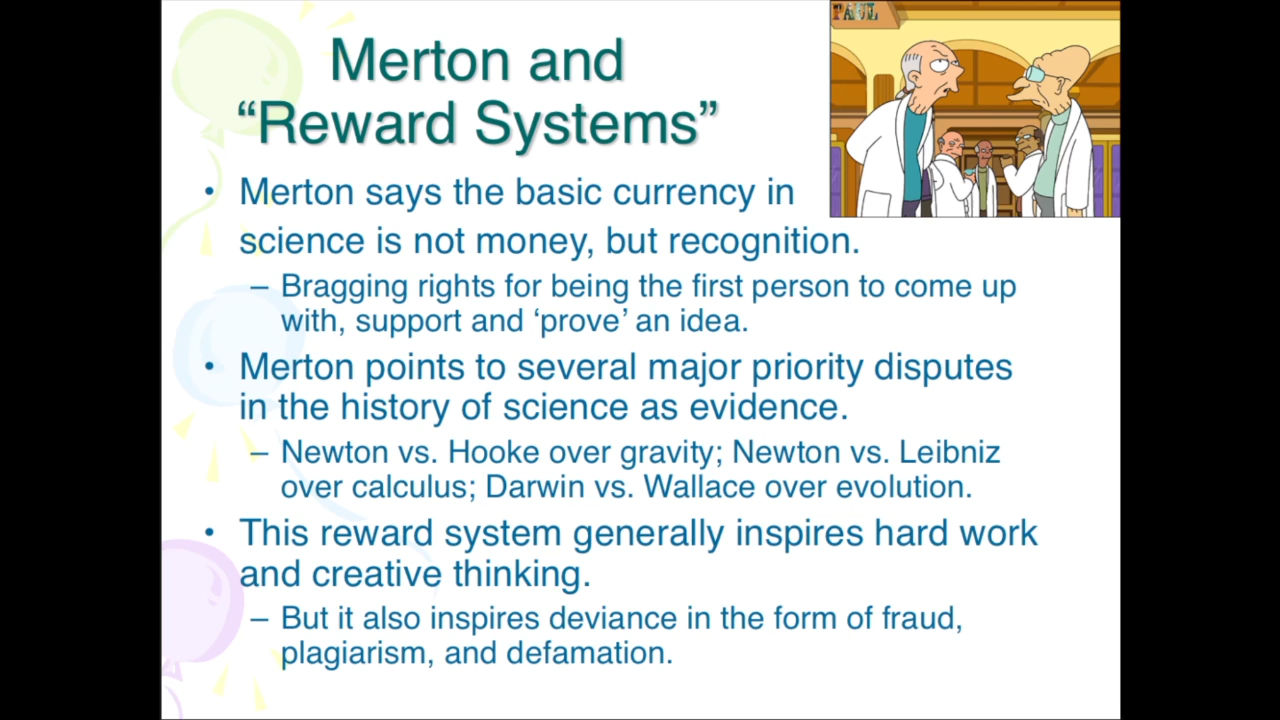 PAUL
Merton and
“Reward Systems”
• Merton says the basic currency in
science is not money, but recognition.
– Bragging rights for being the first person to come up
with, support and ‘prove’ an idea.
• Merton points to several major priority disputes
in the history of science as evidence.
– Newton vs. Hooke over gravity; Newton vs. Leibniz
over calculus; Darwin vs. Wallace over evolution.
• This reward system generally inspires hard work
and creative thinking.
– But it also inspires deviance in the form of fraud,
plagiarism, and defamation.